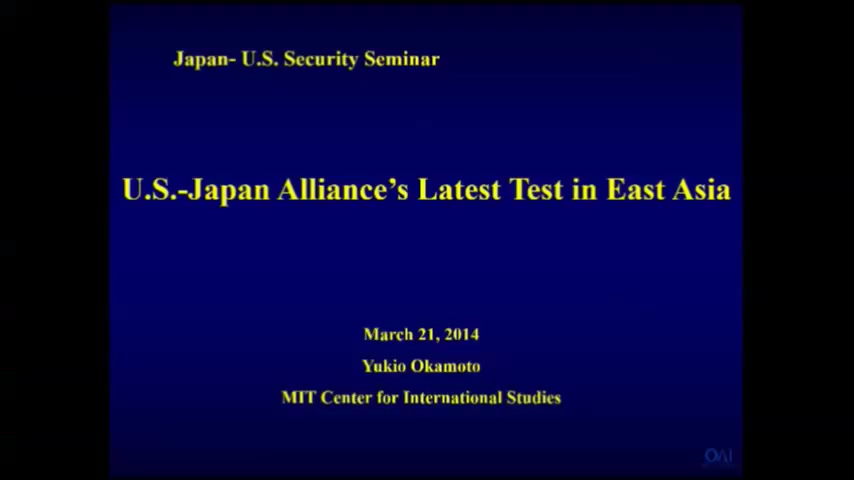 Japan- U.S. Security Seminar
U.S.-Japan Alliance's Latest Test in East Asia
March 21, 2014
Yukio Okamoto
MIT Center for International Studies
OAI